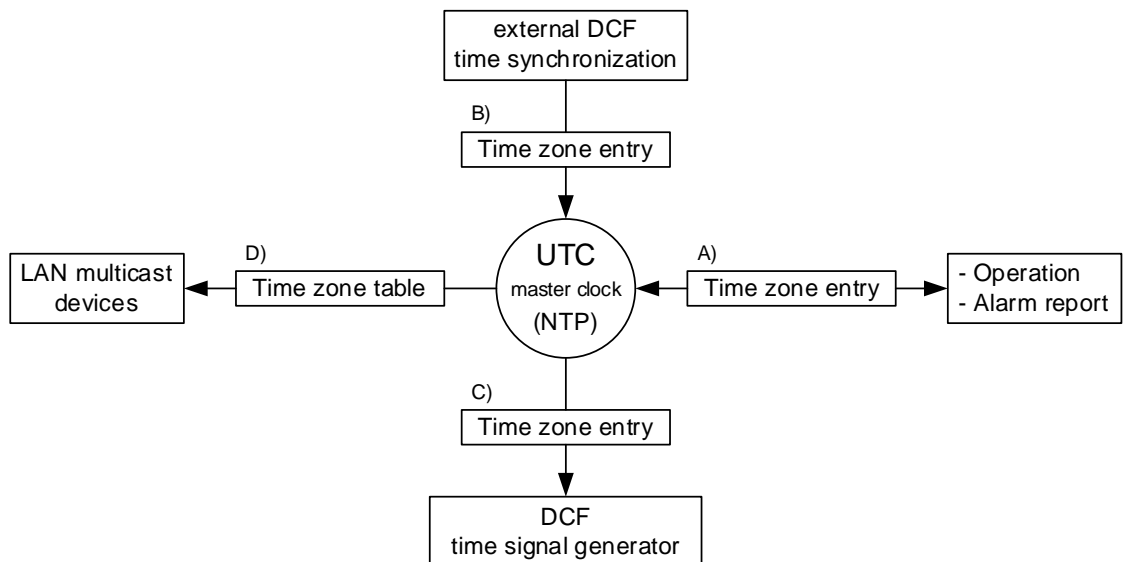 external DCF
time synchronization
B)
Time zone entry
D)
UTC
A)
LAN multicast
devices
Time zone table
master clock
(NTP)
Time zone entry
- Operation
- Alarm report
C)
Time zone entry
DCF
time signal generator